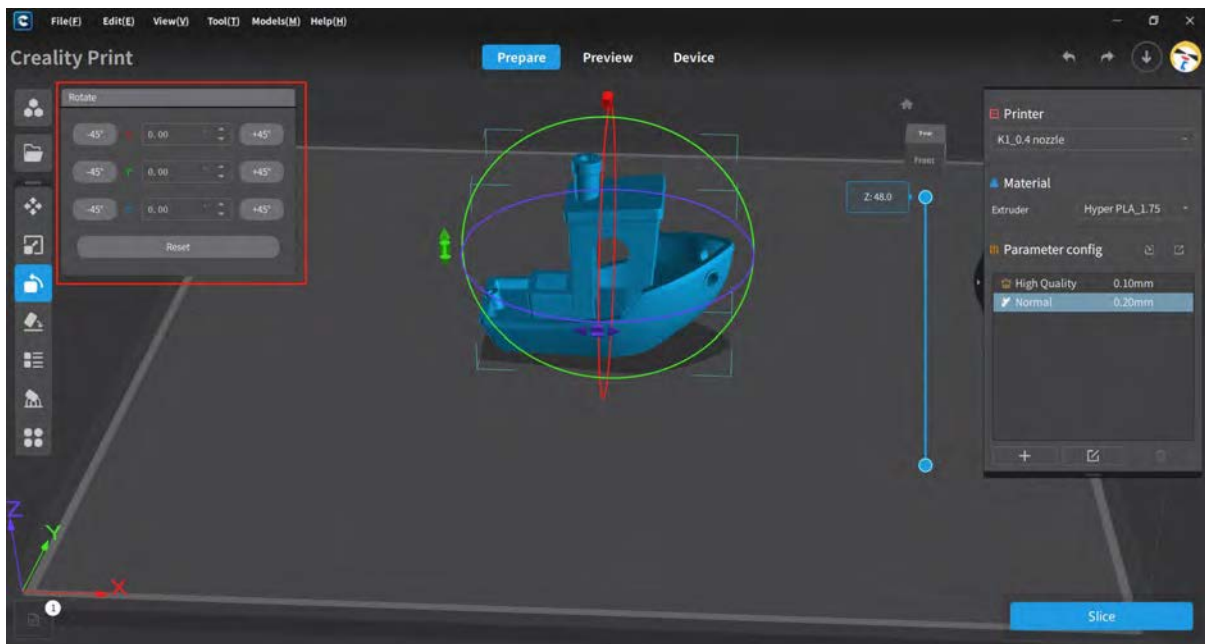 File(F) Edit(E) View(V) Tool(T) Models(M) Help(H)
Creality Print
Prepare Preview Device
Rotate
-45° X 0.00 ° +45°
-45° Y 0.00 ° +45°
-45° Z 0.00 ° +45°
Reset
Front
Z: 48.0
Printer
K1_0.4 nozzle
Material
Extruder Hyper PLA_1.75
Parameter config
High Quality 0.10mm
Normal 0.20mm
Z
Y
X
1
Slice